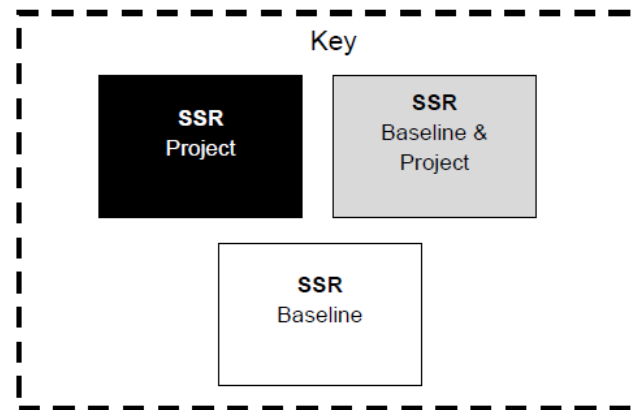 Key
SSR
Project
SSR
Baseline &
Project
SSR
Baseline